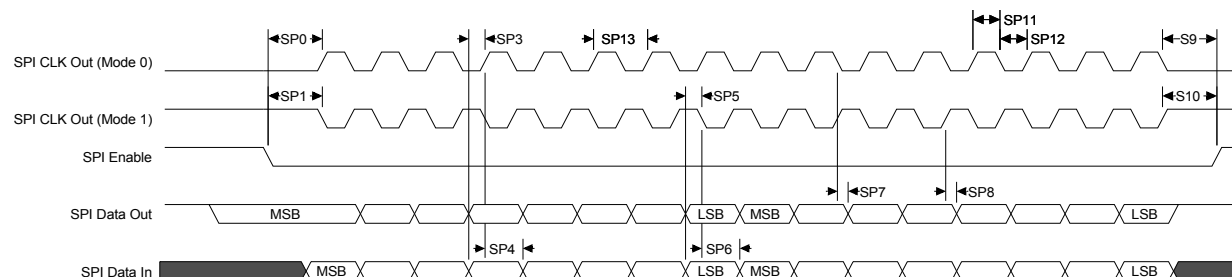 SP11
SP0 SP3 SP13 SP12 S9
SPI CLK Out (Mode 0)
SP1 SP5 S10
SPI CLK Out (Mode 1)
SPI Enable
SP7 SP8
SPI Data Out MSB LSB MSB LSB
SP4 SP6
SPI Data In MSB LSB MSB LSB